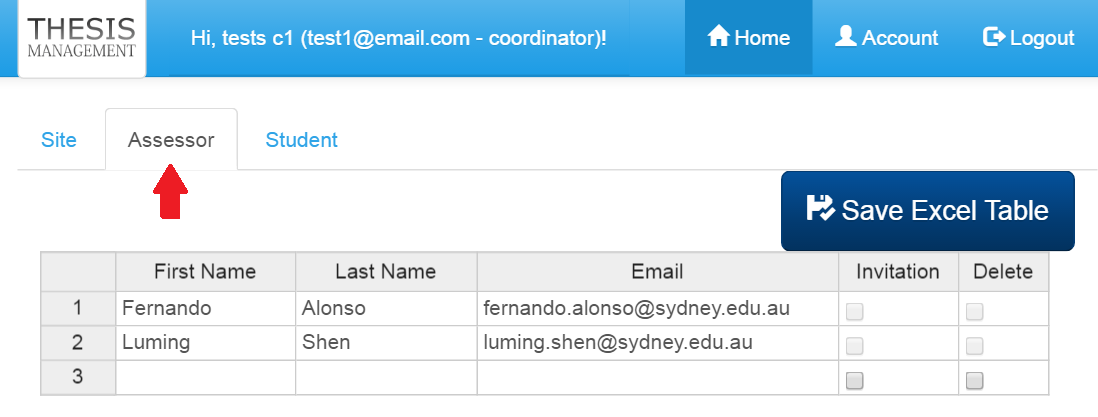 THESIS
MANAGEMENT
Hi, tests c1 (test1@email.com - coordinator)!
Home
Account
Logout
Site
Assessor
Student
Save Excel Table
First Name Last Name Email Invitation Delete
1 Fernando Alonso fernando.alonso@sydney.edu.au
2 Luming Shen luming.shen@sydney.edu.au
3